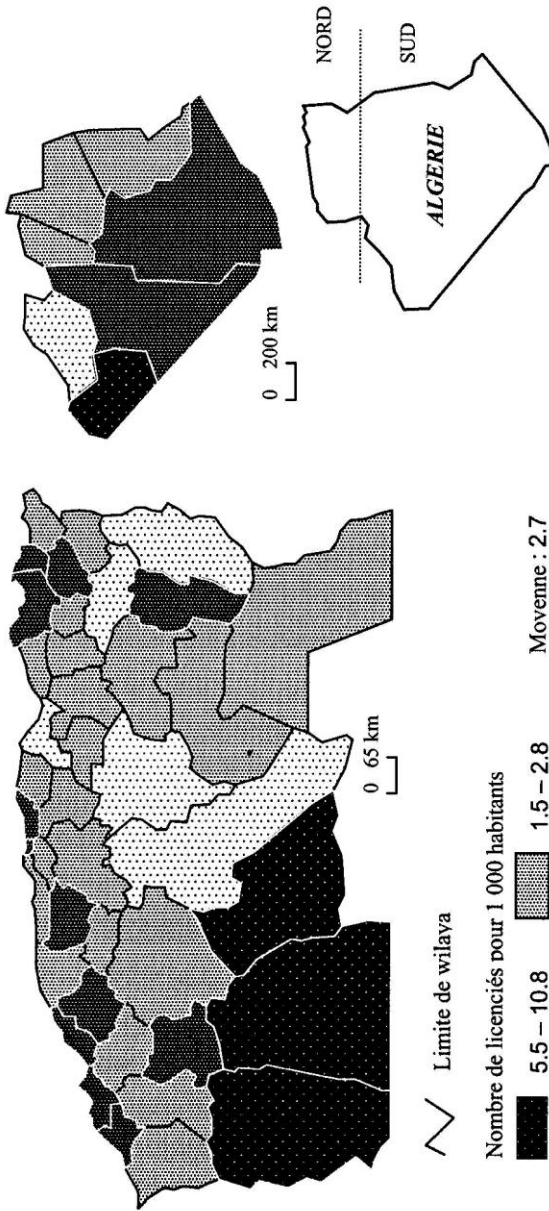 NORD
SUD
ALGERIE
0 200 km
0 65 km
Limite de wilaya
Nombre de licenciés pour 1 000 habitants
5.5 – 10.8
1.5 – 2.8
Movenne : 2.7